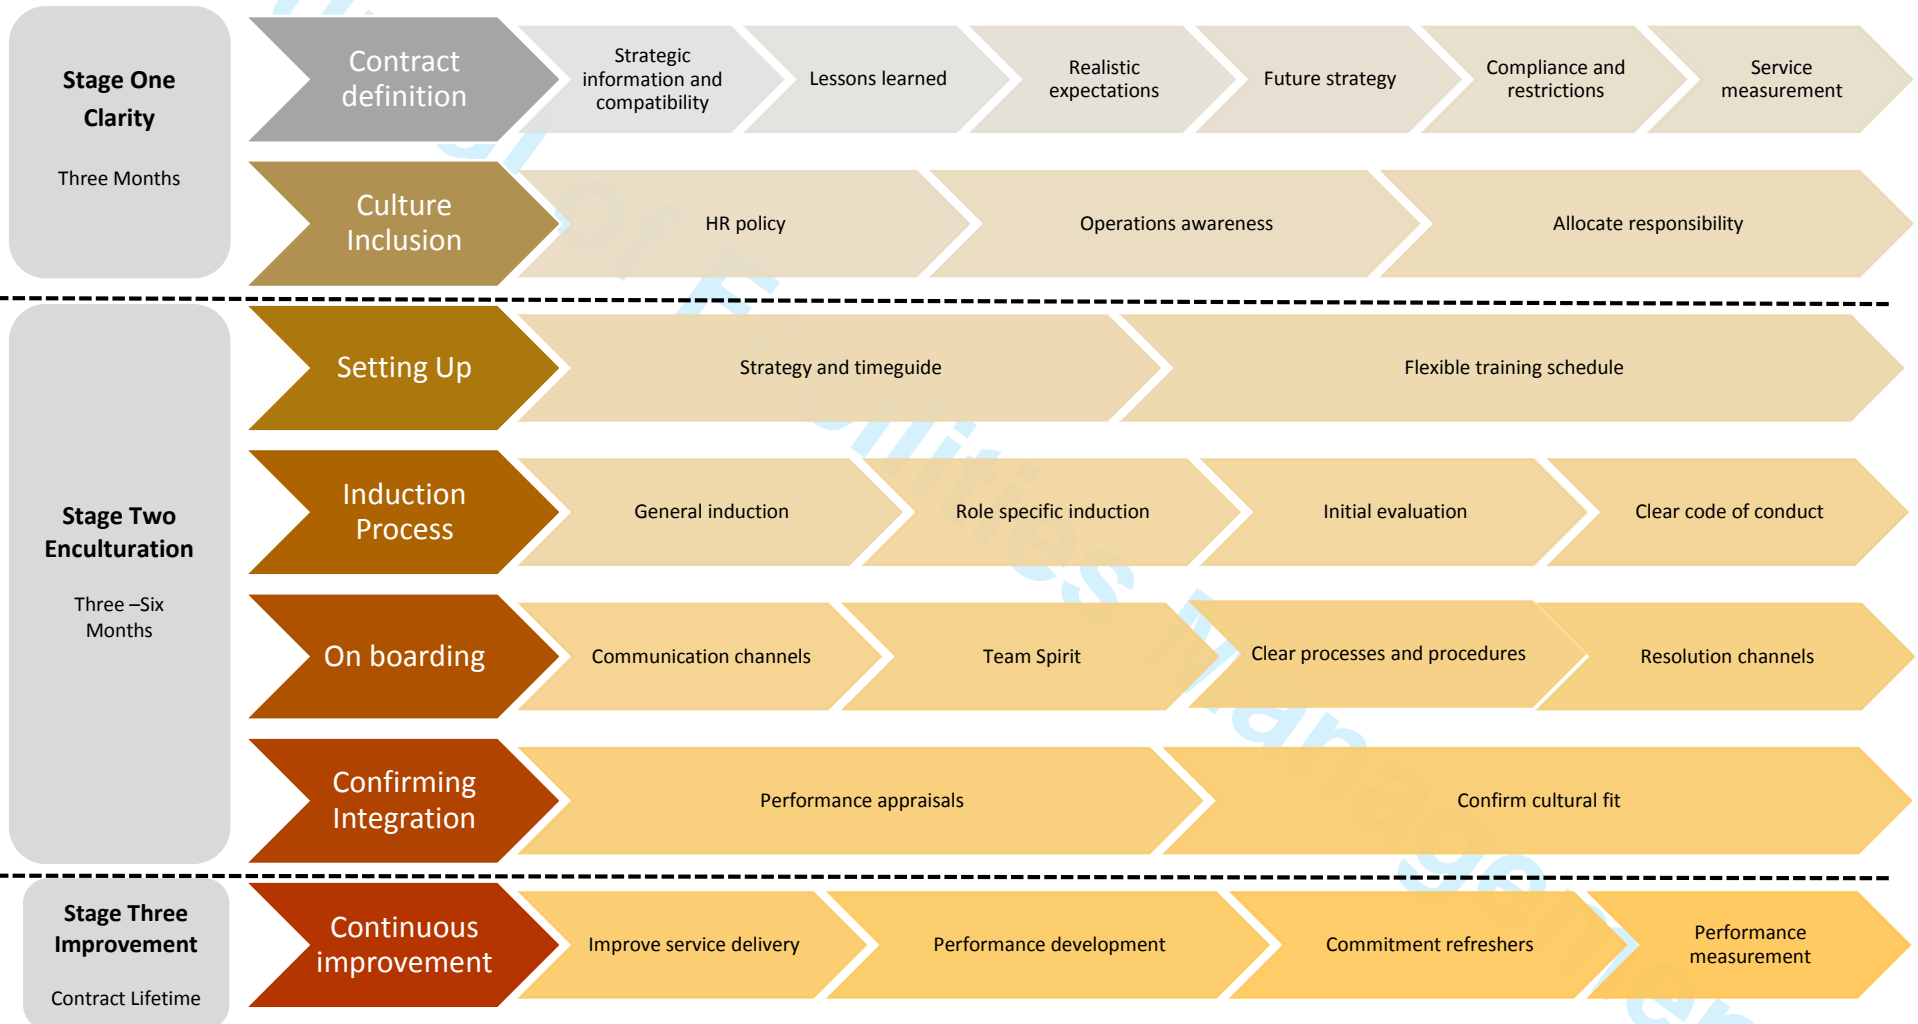 Stage One
Clarity
Three Months
Contract
definition
Strategic
information and
compatibility
Lessons learned
Realistic
expectations
Future strategy
Compliance and
restrictions
Service
measurement
Culture
Inclusion
HR policy
Operations awareness
Allocate responsibility
Stage Two
Enculturation
Three –Six
Months
Setting Up
Strategy and timeguide
Flexible training schedule
Induction
Process
General induction
Role specific induction
Initial evaluation
Clear code of conduct
On boarding
Communication channels
Team Spirit
Clear processes and procedures
Resolution channels
Confirming
Integration
Performance appraisals
Confirm cultural fit
Stage Three
Improvement
Contract Lifetime
Continuous
improvement
Improve service delivery
Performance development
Commitment refreshers
Performance
measurement
of Facilities Management